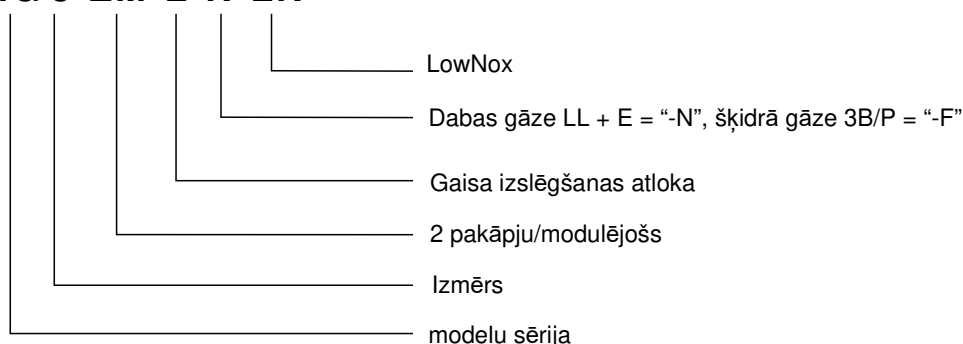 LowNox
Dabas gāze LL + E = “-N”, šķidrā gāze 3B/P = “-F”
Gaisa izslēgšanas atloka
2 pakāpju/modulējošs
Izmērs
modelu sērija